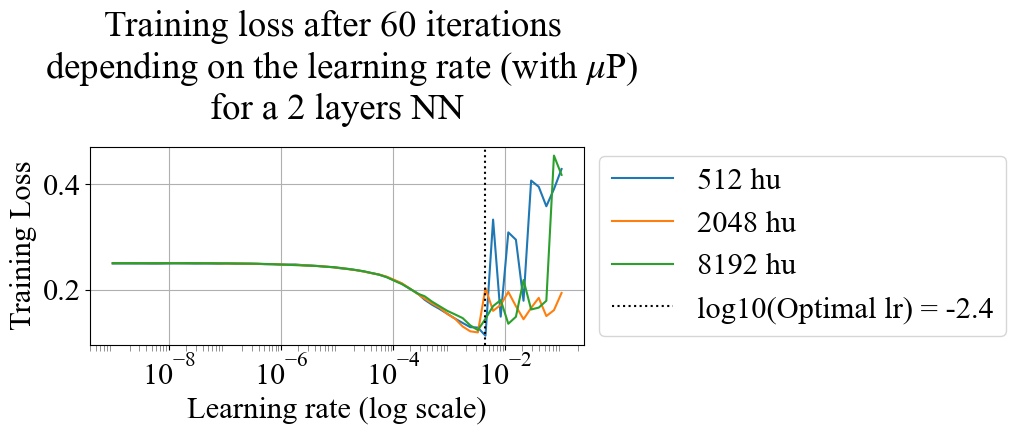 Training loss after 60 iterations
depending on the learning rate (with μP)
for a 2 layers NN
Training Loss
0.4
0.2
10⁻⁸ 10⁻⁶ 10⁻⁴ 10⁻²
Learning rate (log scale)
512 hu
2048 hu
8192 hu
log10(Optimal lr) = -2.4